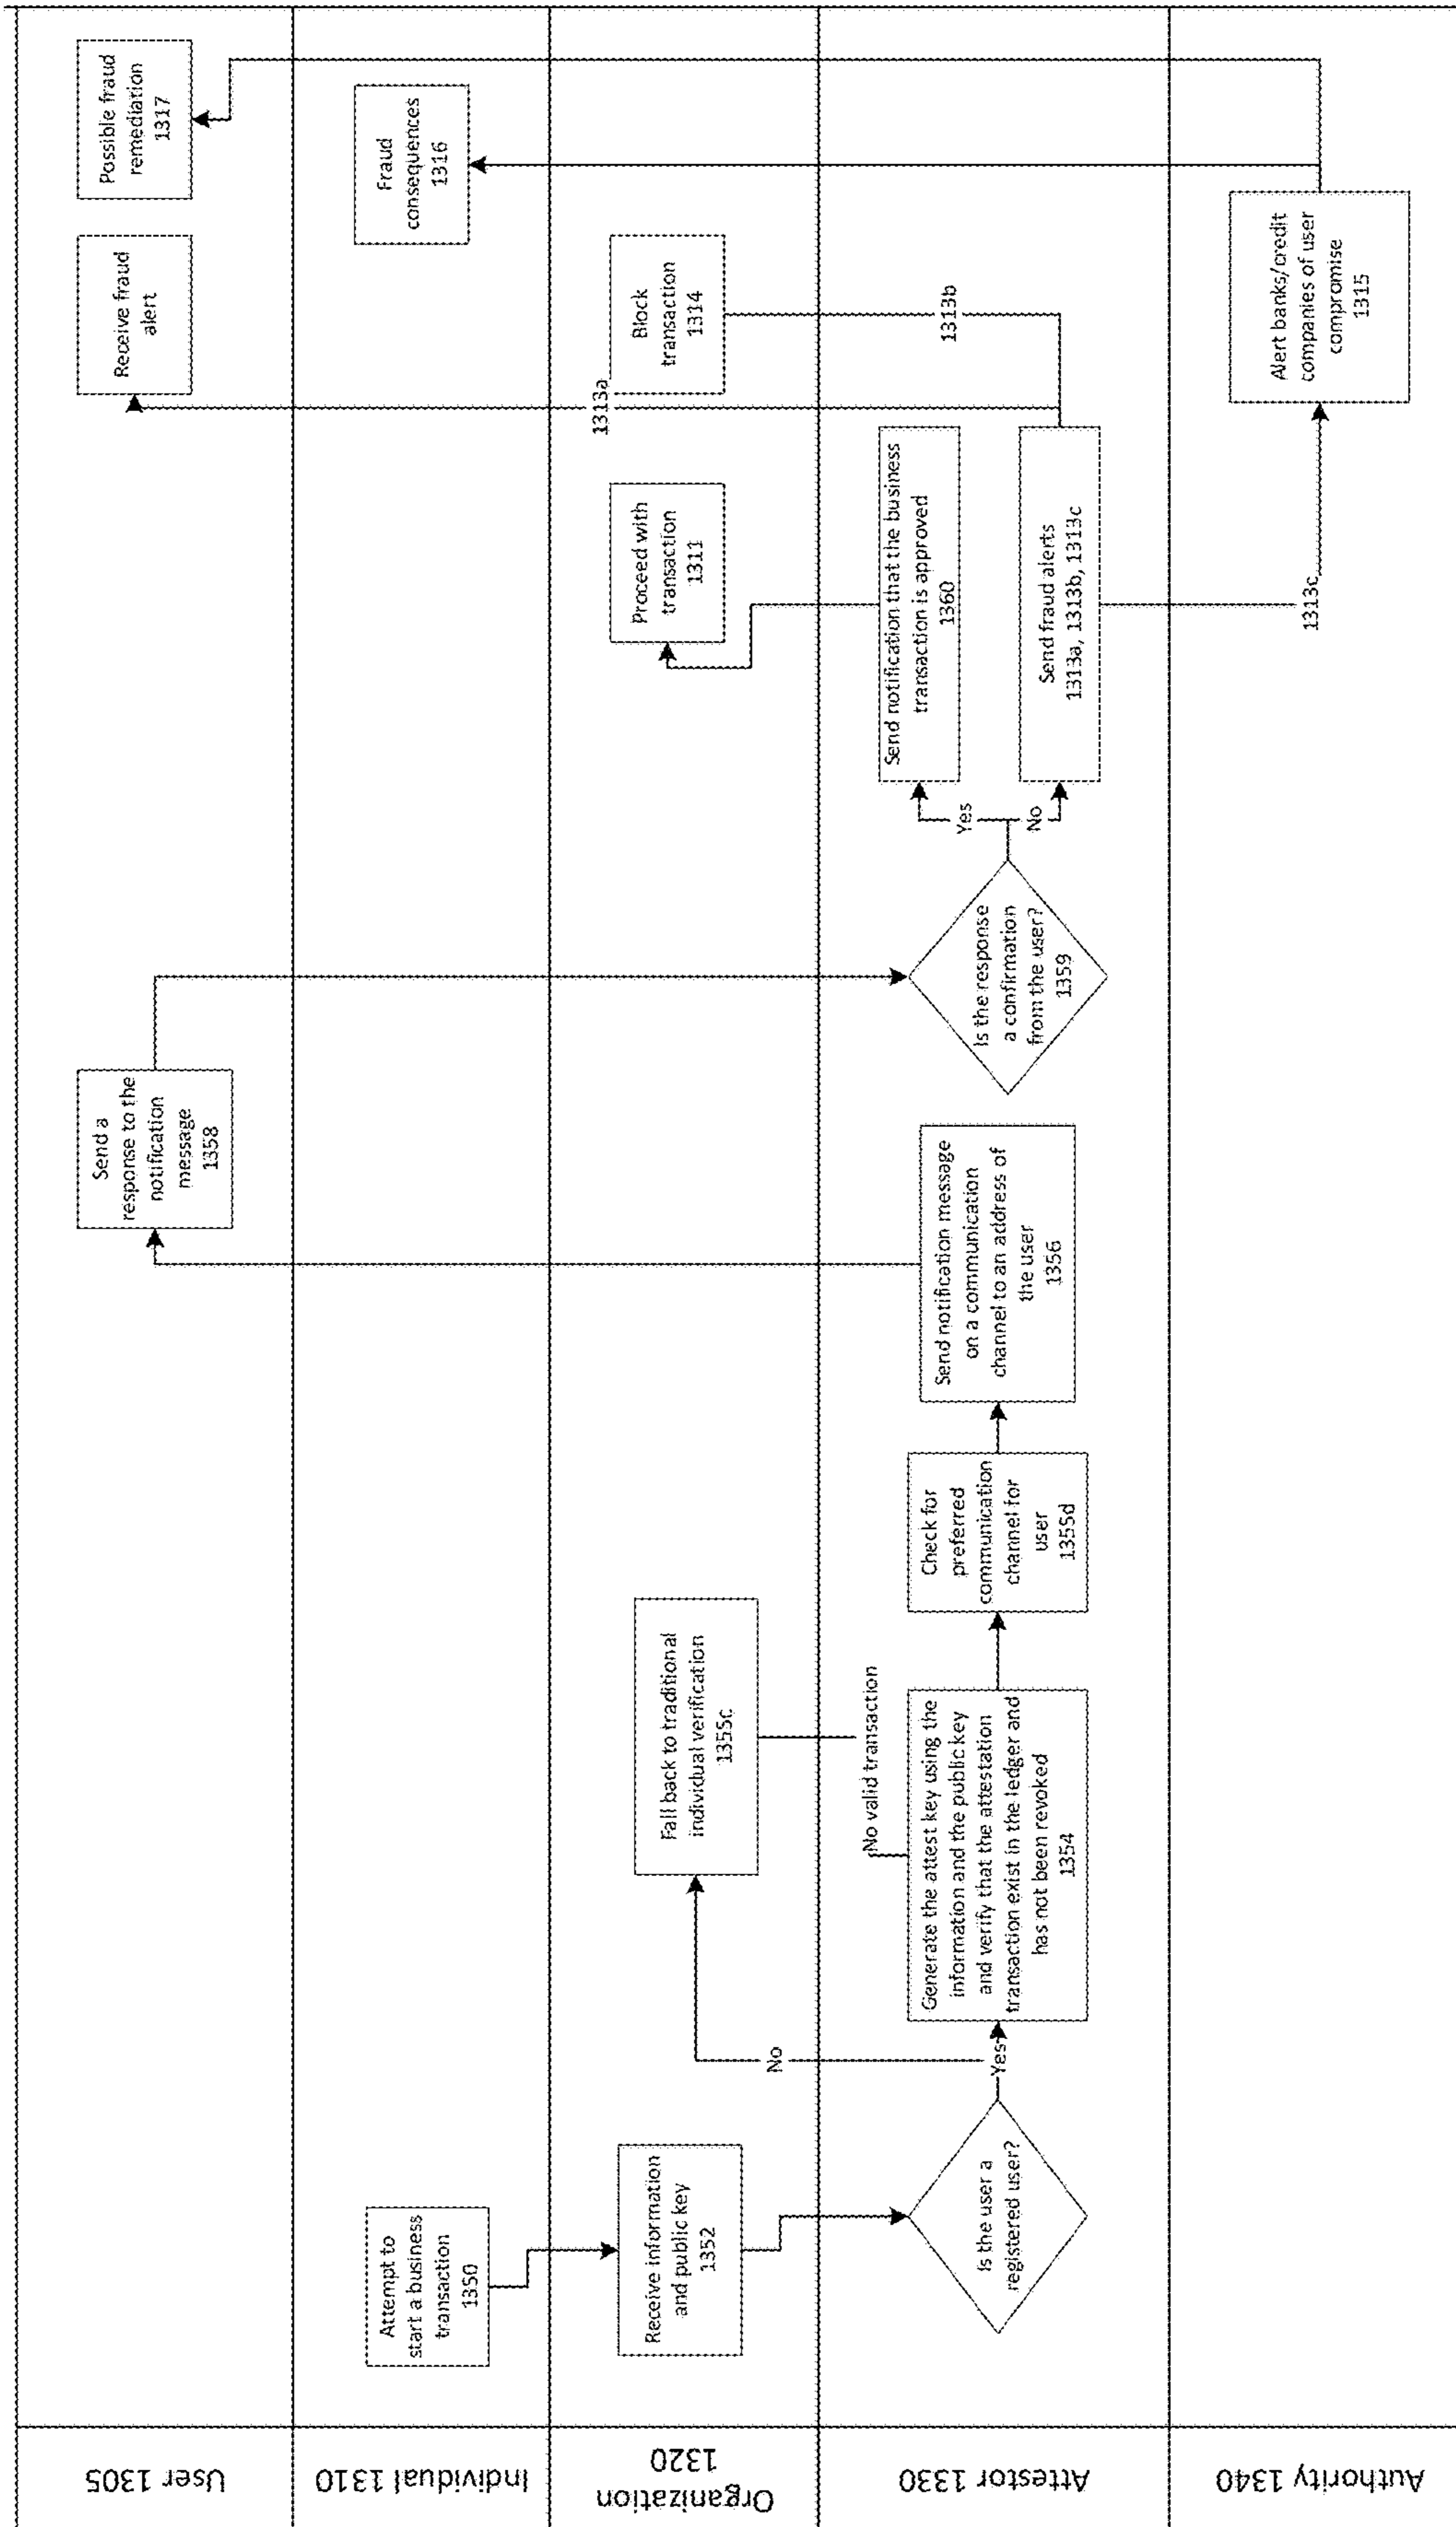 User 1305
Individual 1310
Organization
1320
Attestor 1330
Authority 1340
Attempt to
start a business
transaction
1350
Receive information
and public key
1352
Is the user a
registered user?
Yes
No
Fall back to traditional
individual verification
1355c
Generate the attest key using the
information and the public key
and verify that the attestation
transaction exist in the ledger and
has not been revoked
1354
No valid transaction
Check for
preferred
communication
channel for
user
1355d
Send notification message
on a communication
channel to an address of
the user
1356
Send a
response to the
notification
message
1358
Is the response
a confirmation
from the user?
1359
Yes
No
Send notification that the business
transaction is approved
1360
Send fraud alerts
1313a, 1313b, 1313c
Proceed with
transaction
1311
1313a
Block
transaction
1314
1313b
1313c
Receive fraud
alert
Alert banks/credit
companies of user
compromise
1315
Fraud
consequences
1316
Possible fraud
remediation
1317